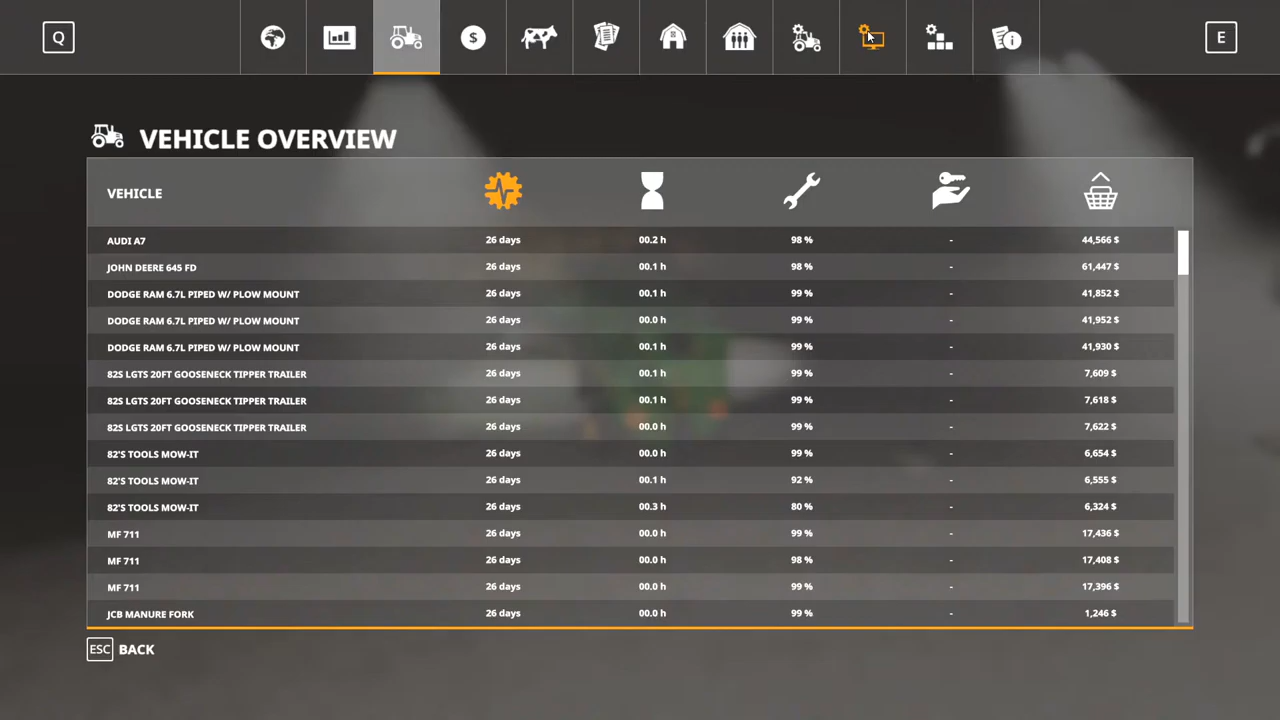 Q
$
E
VEHICLE OVERVIEW
VEHICLE
AUDI A7 26 days 00.2 h 98 % - 44,566 $
JOHN DEERE 645 FD 26 days 00.1 h 98 % - 61,447 $
DODGE RAM 6.7L PIPED W/ PLOW MOUNT 26 days 00.1 h 99 % - 41,852 $
DODGE RAM 6.7L PIPED W/ PLOW MOUNT 26 days 00.0 h 99 % - 41,952 $
DODGE RAM 6.7L PIPED W/ PLOW MOUNT 26 days 00.1 h 99 % - 41,930 $
82S LGTS 20FT GOOSENECK TIPPER TRAILER 26 days 00.1 h 99 % - 7,609 $
82S LGTS 20FT GOOSENECK TIPPER TRAILER 26 days 00.1 h 99 % - 7,618 $
82S LGTS 20FT GOOSENECK TIPPER TRAILER 26 days 00.0 h 99 % - 7,622 $
82'S TOOLS MOW-IT 26 days 00.0 h 99 % - 6,654 $
82'S TOOLS MOW-IT 26 days 00.1 h 92 % - 6,555 $
82'S TOOLS MOW-IT 26 days 00.3 h 80 % - 6,324 $
MF 711 26 days 00.0 h 99 % - 17,436 $
MF 711 26 days 00.0 h 98 % - 17,408 $
MF 711 26 days 00.0 h 99 % - 17,396 $
JCB MANURE FORK 26 days 00.0 h 99 % - 1,246 $
ESC BACK